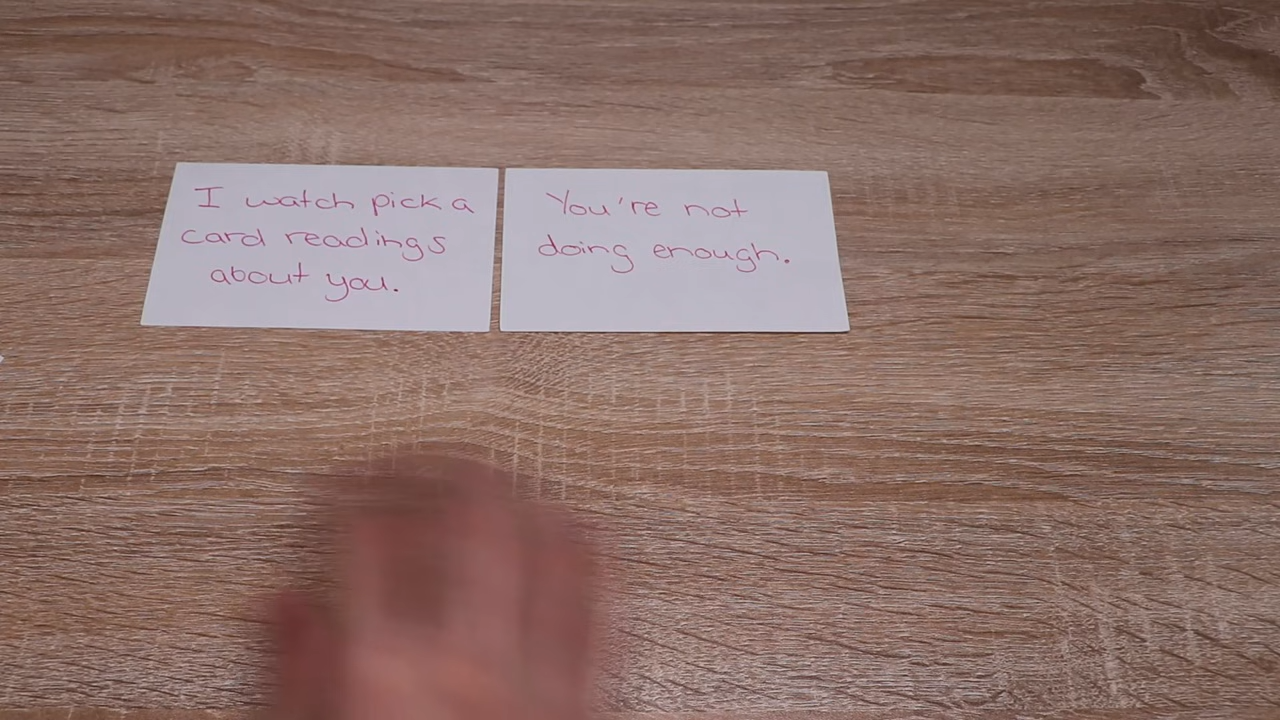 I watch pick a
card readings
about you.
You're not
doing enough.